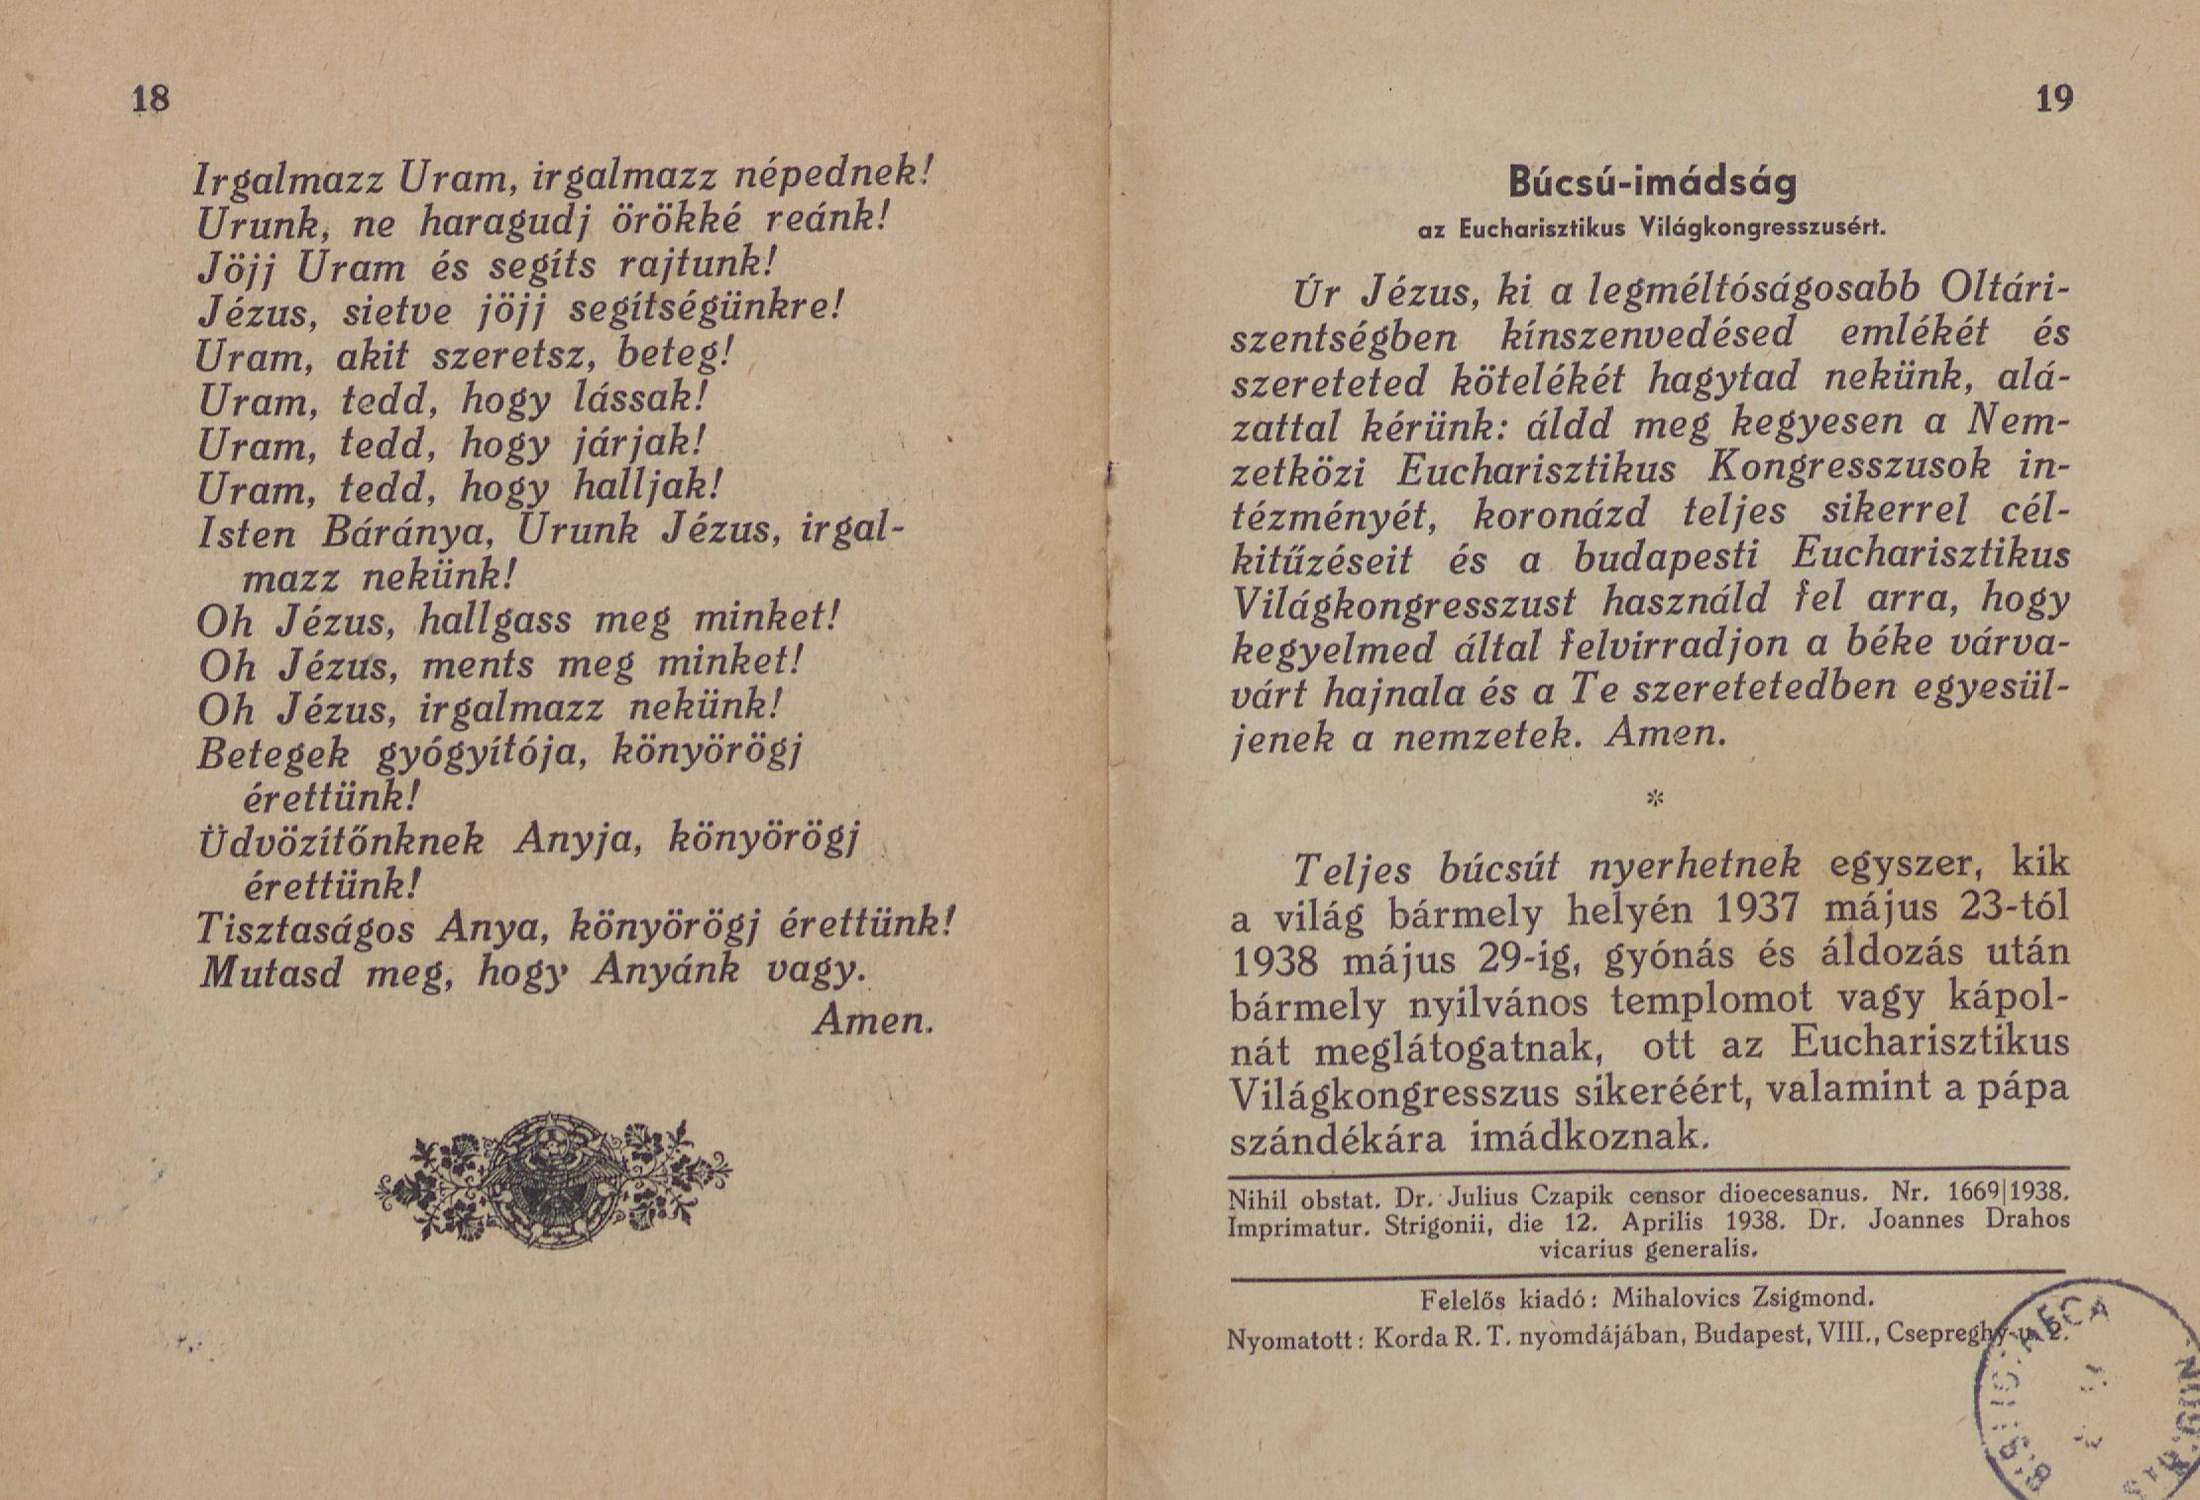 18
Irgalmazz Uram, irgalmazz népednek!
Urunk, ne haragudj örökké reánk!
Jöjj Uram és segíts rajtunk!
Jézus, sietve jöjj segítségünkre!
Uram, akit szeretsz, beteg!
Uram, tedd, hogy lássak!
Uram, tedd, hogy járjak!
Uram, tedd, hogy halljak!
Isten Báránya, Urunk Jézus, irgal-
mazz nekünk!
Oh Jézus, hallgass meg minket!
Oh Jézus, ments meg minket!
Oh Jézus, irgalmazz nekünk!
Betegek gyógyítója, könyörögj
érettünk!
Üdvözítőnknek Anyja, könyörögj
érettünk!
Tisztaságos Anya, könyörögj érettünk!
Mutasd meg, hogy Anyánk vagy.
Amen.
19
Búcsú-imádság
az Eucharisztikus Világkongresszusért.
Úr Jézus, ki a legméltóságosabb Oltári-
szentségben kínszenvedésed emlékét és
szereteted kötelékét hagytad nekünk, alá-
zattal kérünk: áldd meg kegyesen a Nem-
zetközi Eucharisztikus Kongresszusok in-
tézményét, koronázd teljes sikerrel cél-
kitűzéseit és a budapesti Eucharisztikus
Világkongresszust használd fel arra, hogy
kegyelmed által felvirradjon a béke várva-
várt hajnala és a Te szeretetedben egyesül-
jenek a nemzetek. Amen.
*
Teljes búcsút nyerhetnek egyszer, kik
a világ bármely helyén 1937 május 23-tól
1938 május 29-ig, gyónás és áldozás után
bármely nyilvános templomot vagy kápol-
nát meglátogatnak, ott az Eucharisztikus
Világkongresszus sikeréért, valamint a pápa
szándékára imádkoznak.
Nihil obstat. Dr. Julius Czapik censor dioecesanus. Nr. 1669|1938.
Imprimatur. Strigonii, die 12. Aprilis 1938. Dr. Joannes Drahos
vicarius generalis.
Felelős kiadó: Mihalovics Zsigmond.
Nyomatott: Korda R. T. nyomdájában, Budapest, VIII., Csepreghy-u. 2.